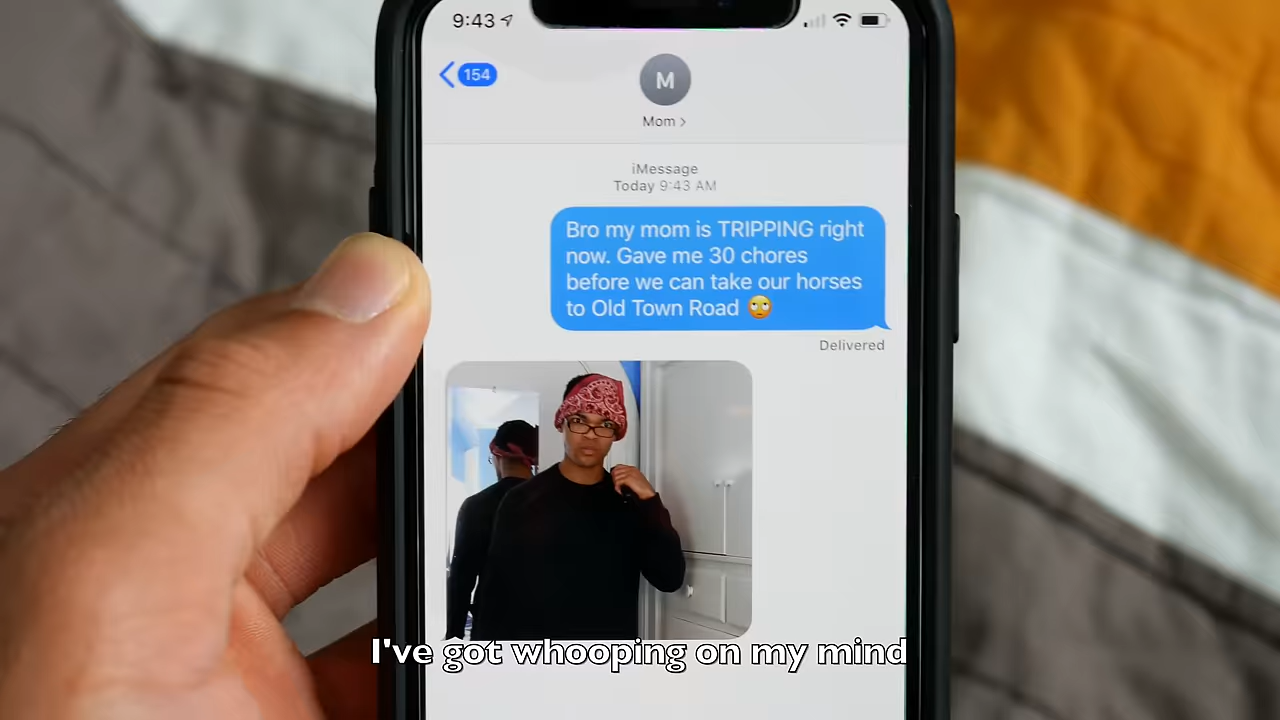 9:43
154
M
Mom >
iMessage
Today 9:43 AM
Bro my mom is TRIPPING right
now. Gave me 30 chores
before we can take our horses
to Old Town Road 🙄
Delivered
I've got whooping on my mind